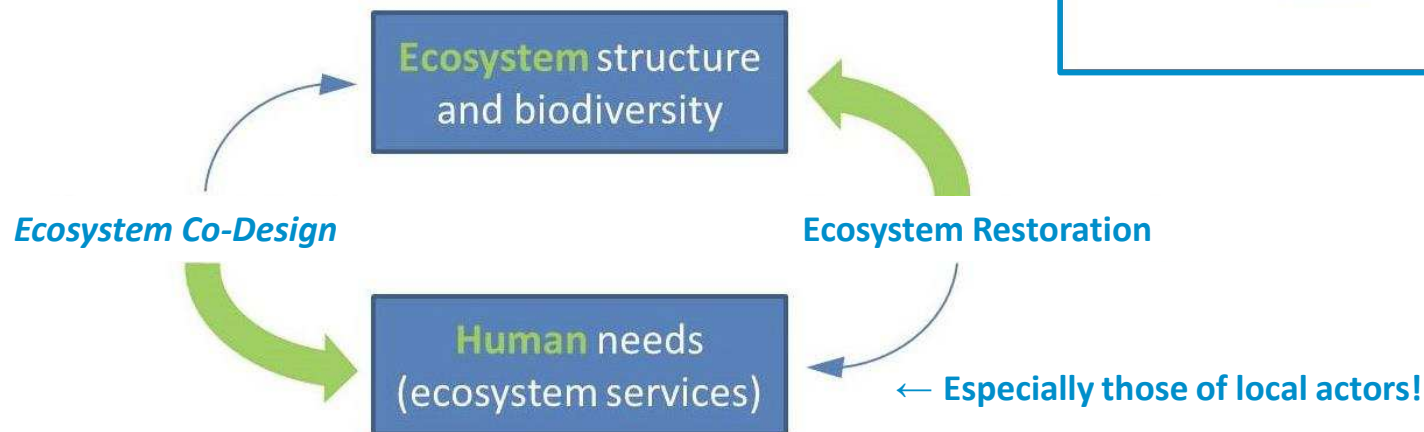 Ecosystem structure
and biodiversity
Ecosystem Co-Design
Ecosystem Restoration
Human needs
(ecosystem services)
← Especially those of local actors!